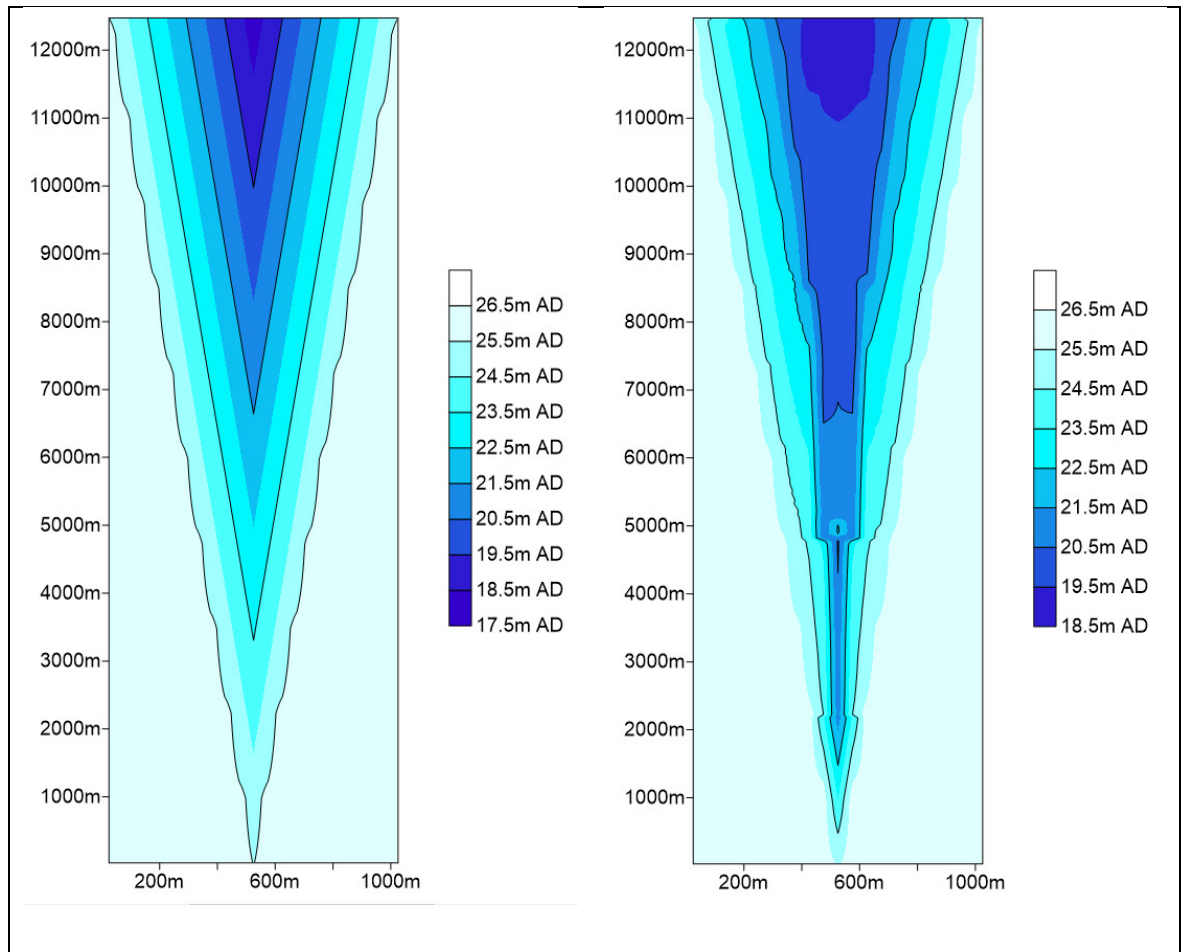 12000m
11000m
10000m
9000m
8000m
7000m
6000m
5000m
4000m
3000m
2000m
1000m
200m 600m 1000m
26.5m AD
25.5m AD
24.5m AD
23.5m AD
22.5m AD
21.5m AD
20.5m AD
19.5m AD
18.5m AD
17.5m AD
12000m
11000m
10000m
9000m
8000m
7000m
6000m
5000m
4000m
3000m
2000m
1000m
200m 600m 1000m
26.5m AD
25.5m AD
24.5m AD
23.5m AD
22.5m AD
21.5m AD
20.5m AD
19.5m AD
18.5m AD